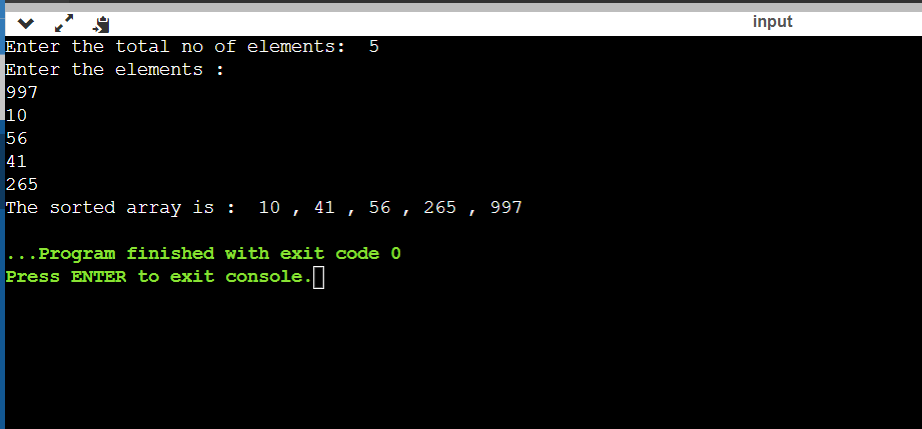 input
Enter the total no of elements:  5
Enter the elements :
997
10
56
41
265
The sorted array is :  10 , 41 , 56 , 265 , 997
...Program finished with exit code 0
Press ENTER to exit console.